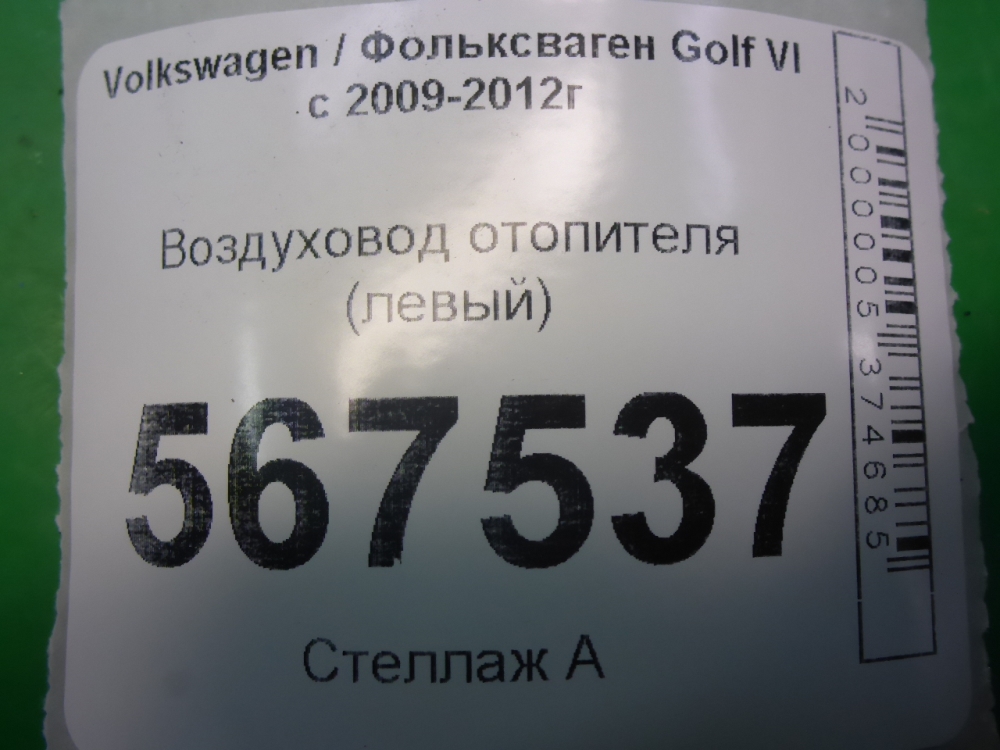 Volkswagen / Фольксваген Golf VI
с 2009-2012г
Воздуховод отопителя
(левый)
567537
Стеллаж А
2000005374685